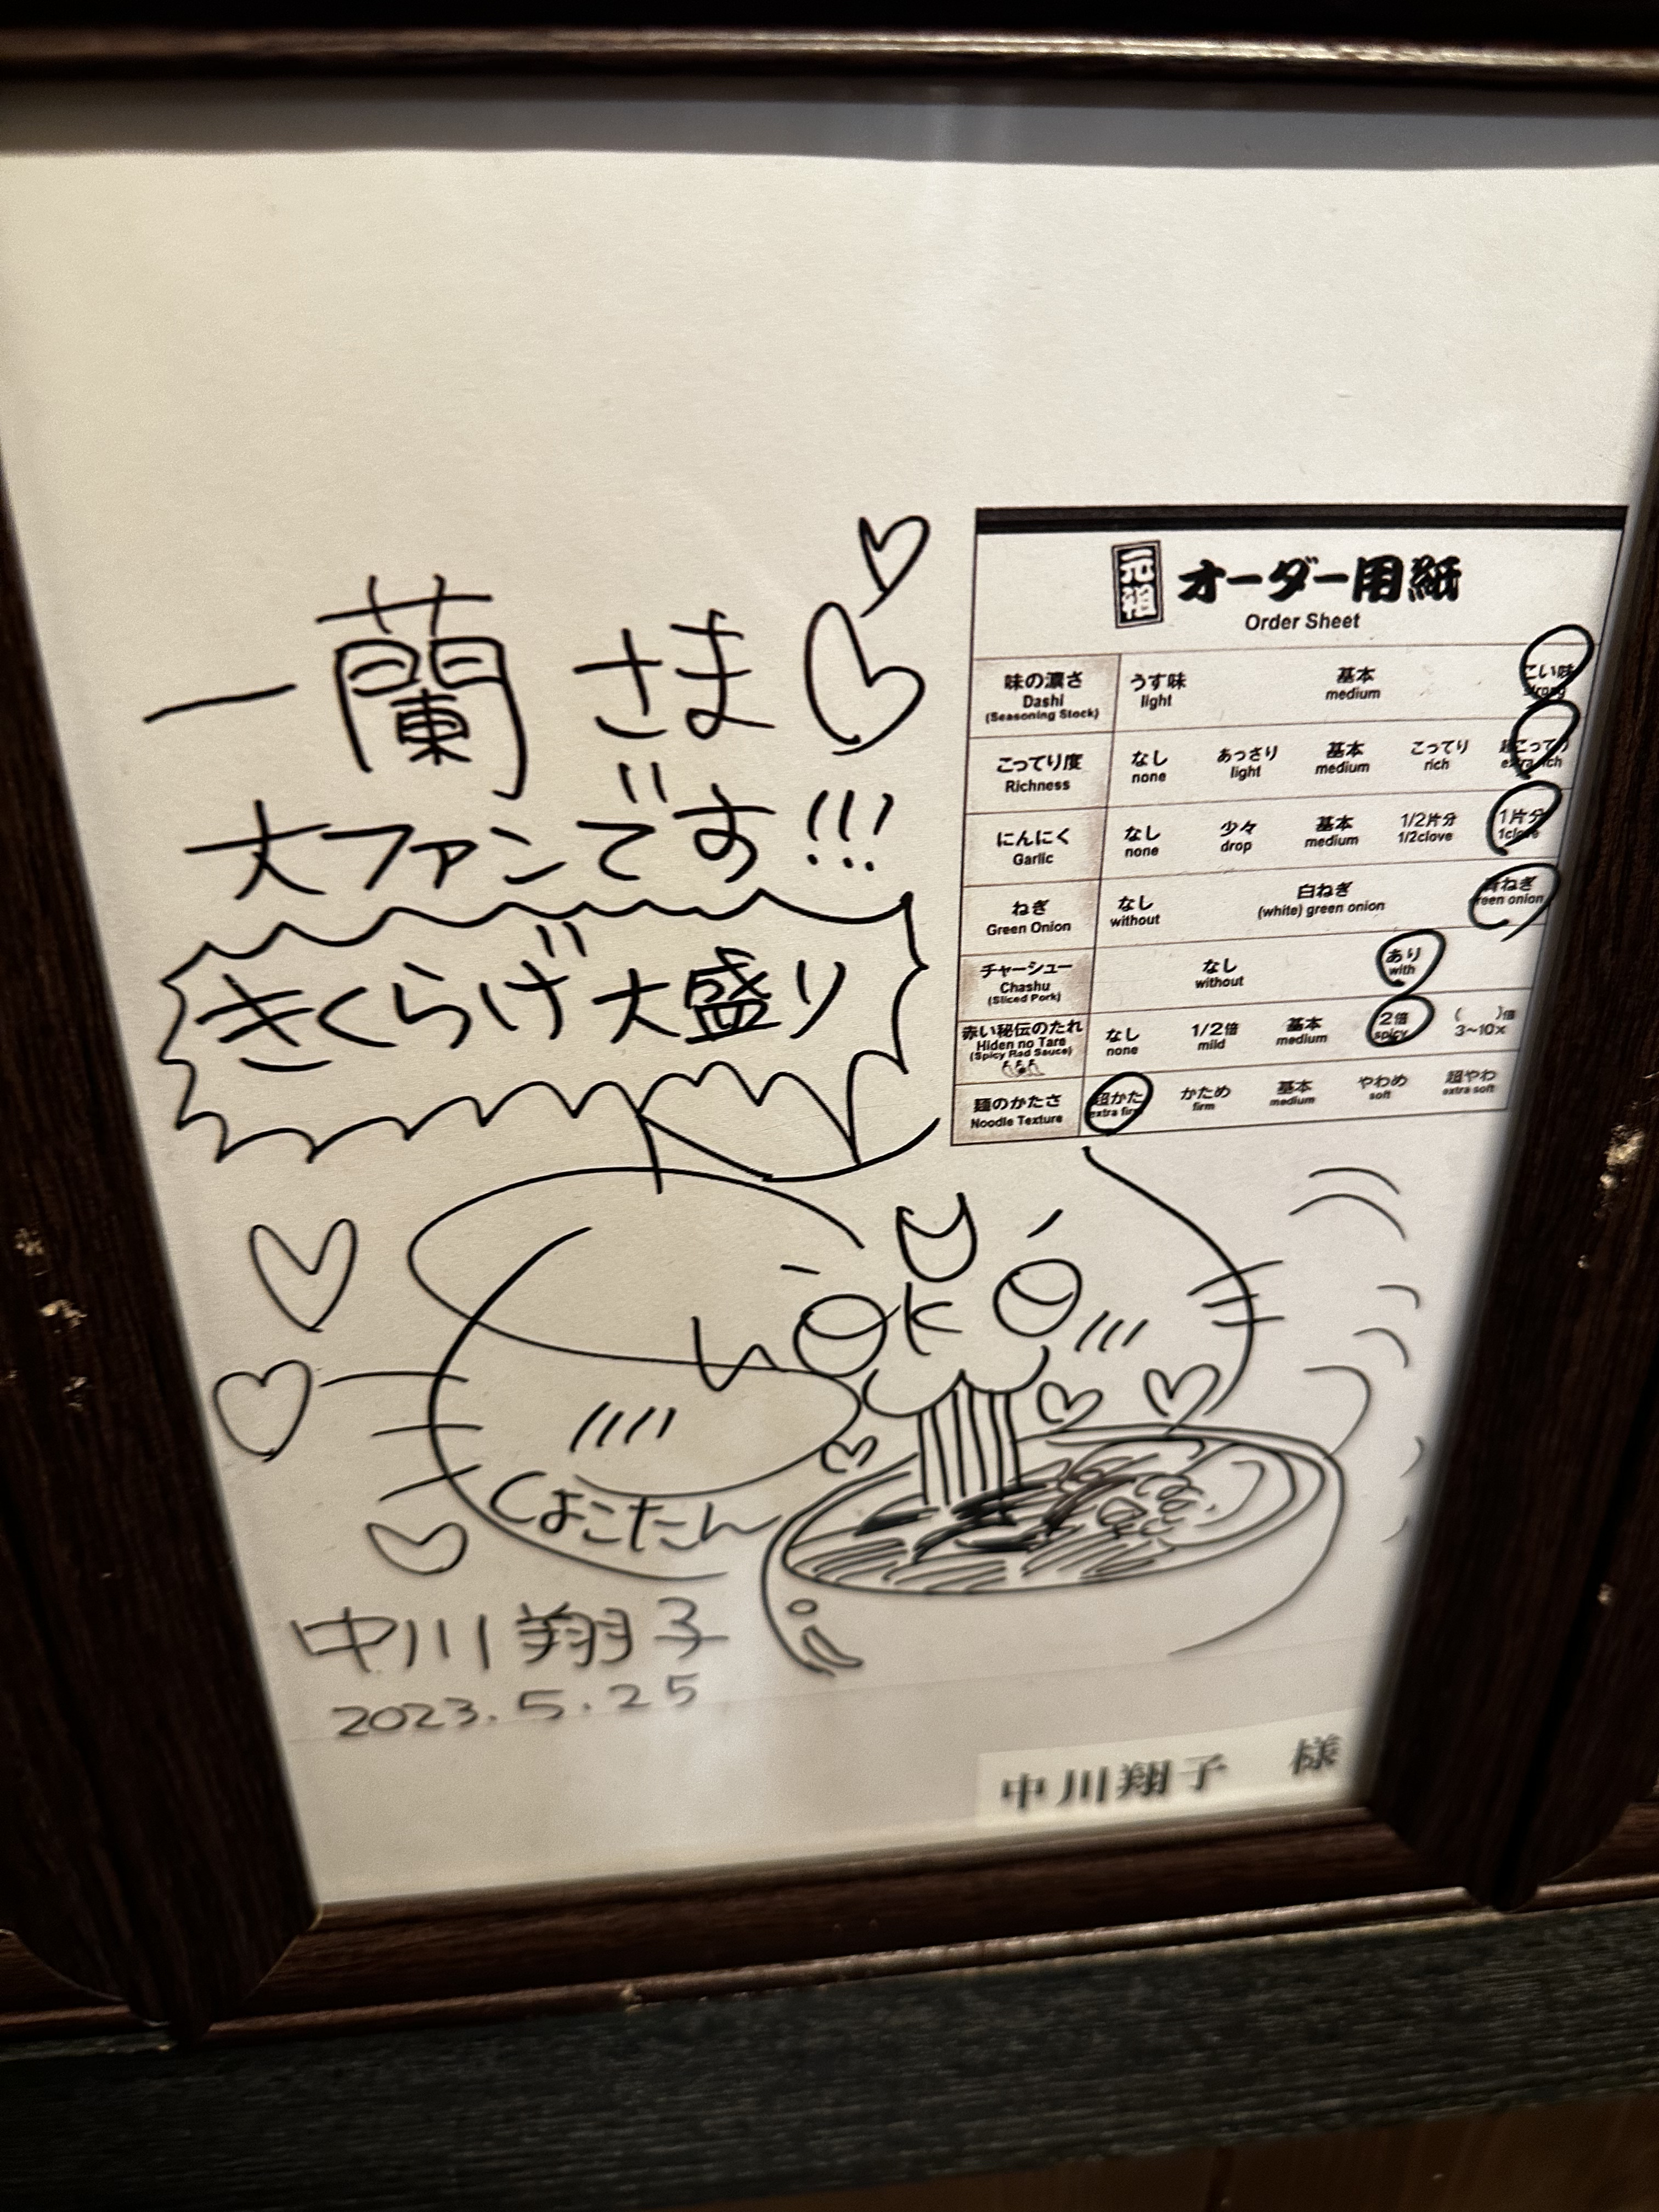 一蘭さま
大ファンです!!!
きくらげ大盛り
元祖 オーダー用紙
Order Sheet
味の濃さ うす味 基本 こい味
Dashi light medium strong
(Seasoning Stock)
こってり度 なし あっさり 基本 こってり 超こってり
Richness none light medium rich extra rich
にんにく なし 少々 基本 1/2片分 1片分
Garlic none drop medium 1/2clove 1clove
ねぎ なし 白ねぎ 青ねぎ
Green Onion without (white) green onion green onion
チャーシュー なし あり
Chashu without with
(Sliced Pork)
赤い秘伝のたれ なし 1/2倍 基本 2倍 ( )倍
Hiden no Tare none mild medium spicy 3~10x
(Spicy Red Sauce)
麺のかたさ 超かた かため 基本 やわめ 超やわ
Noodle Texture extra firm firm medium soft extra soft
しょこたん
中川翔子
2023.5.25
中川翔子 様